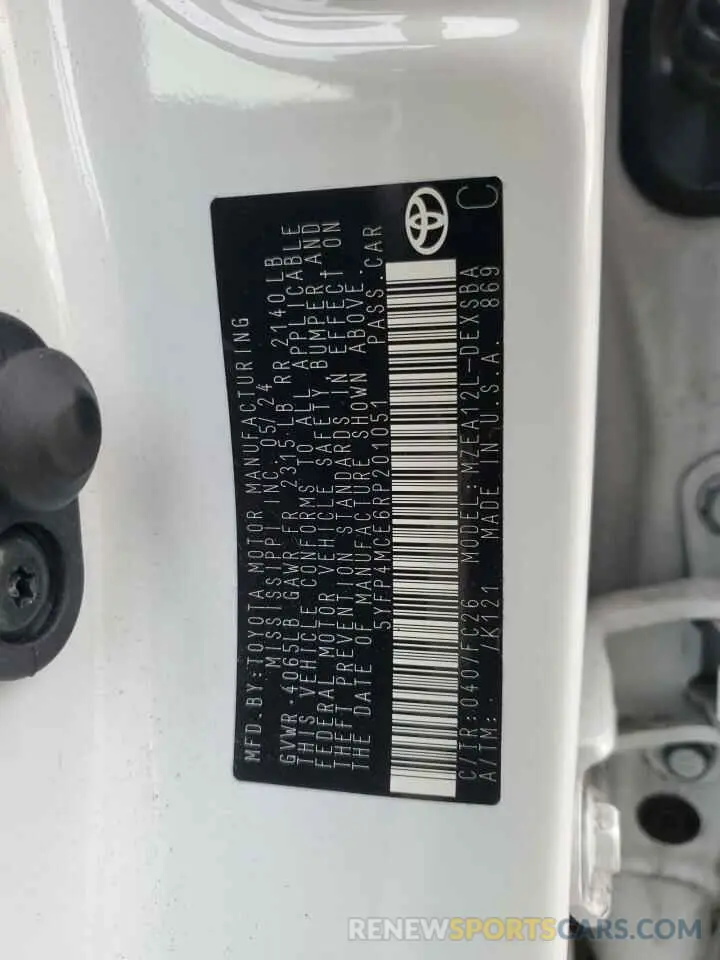 MFD.BY:TOYOTA MOTOR MANUFACTURING
MISSISSIPPI, INC. 05/24
GVWR 4065LB GAWR FR 2315LB RR 2140LB
THIS VEHICLE CONFORMS TO ALL APPLICABLE
FEDERAL MOTOR VEHICLE SAFETY, BUMPER, AND
THEFT PREVENTION STANDARDS IN EFFECT ON
THE DATE OF MANUFACTURE SHOWN ABOVE.
5YFP4MCE6RP201051 PASS.CAR
C/TR:040/FC26 MODEL:MZEA12L-DEXSBA
A/TM: /K121 MADE IN U.S.A. 869
C
RENEWSPORTCARS.COM